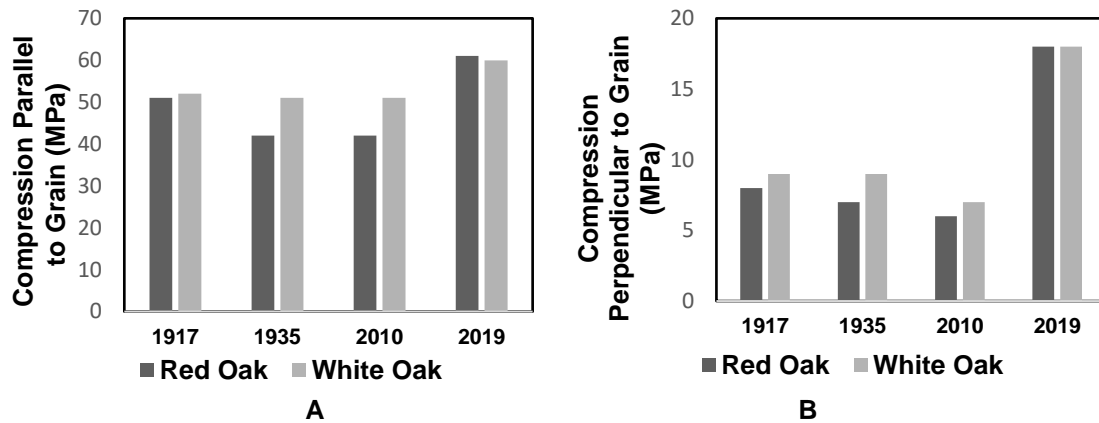 Compression Parallel
to Grain (MPa)
70
60
50
40
30
20
10
0
1917 1935 2010 2019
Red Oak White Oak
A
Compression
Perpendicular to Grain
(MPa)
20
15
10
5
0
1917 1935 2010 2019
Red Oak White Oak
B